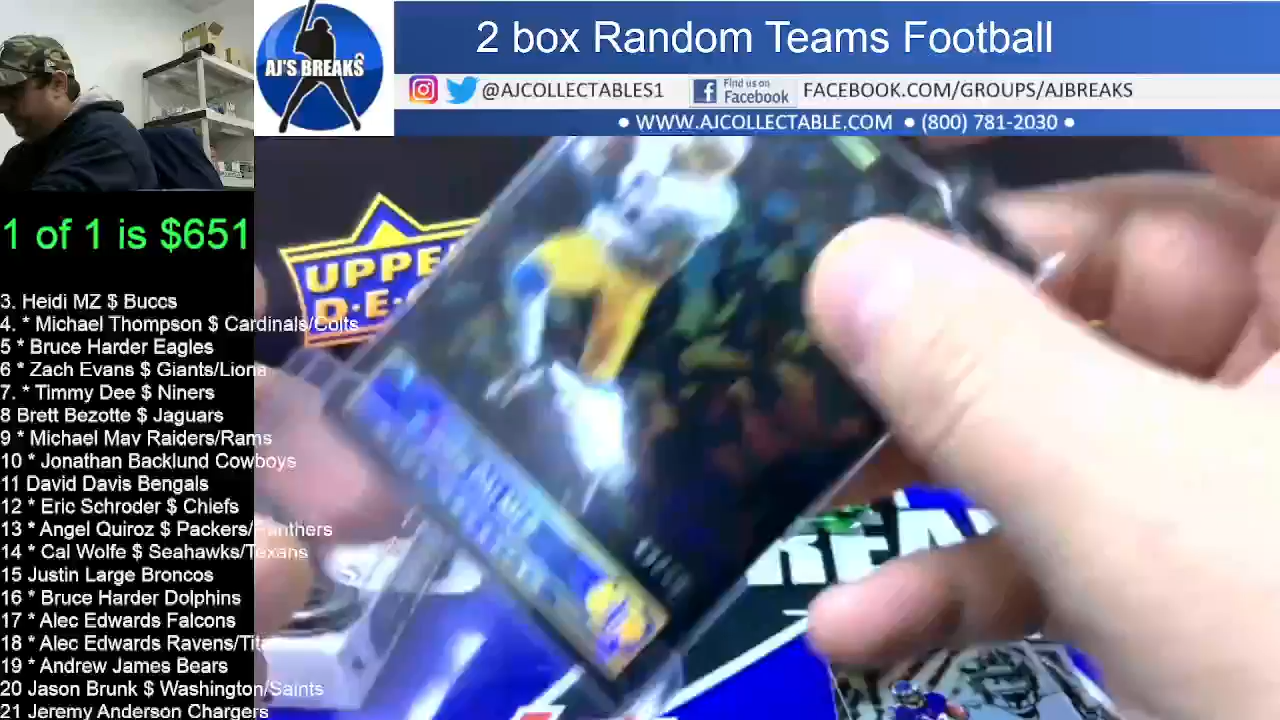 AJ'S BREAKS
2 box Random Teams Football
@AJCOLLECTABLES1
Find us on
Facebook
FACEBOOK.COM/GROUPS/AJBREAKS
● WWW.AJCOLLECTABLE.COM ● (800) 781-2030 ●
1 of 1 is $651
UPPE
D·E
3. Heidi MZ $ Buccs
4. * Michael Thompson $ Cardinals/Colts
5 * Bruce Harder Eagles
6 * Zach Evans $ Giants/Lions
7. * Timmy Dee $ Niners
8 Brett Bezotte $ Jaguars
9 * Michael Mav Raiders/Rams
10 * Jonathan Backlund Cowboys
11 David Davis Bengals
12 * Eric Schroder $ Chiefs
13 * Angel Quiroz $ Packers/Panthers
14 * Cal Wolfe $ Seahawks/Texans
15 Justin Large Broncos
16 * Bruce Harder Dolphins
17 * Alec Edwards Falcons
18 * Alec Edwards Ravens/Tita
19 * Andrew James Bears
20 Jason Brunk $ Washington/Saints
21 Jeremy Anderson Chargers
REA